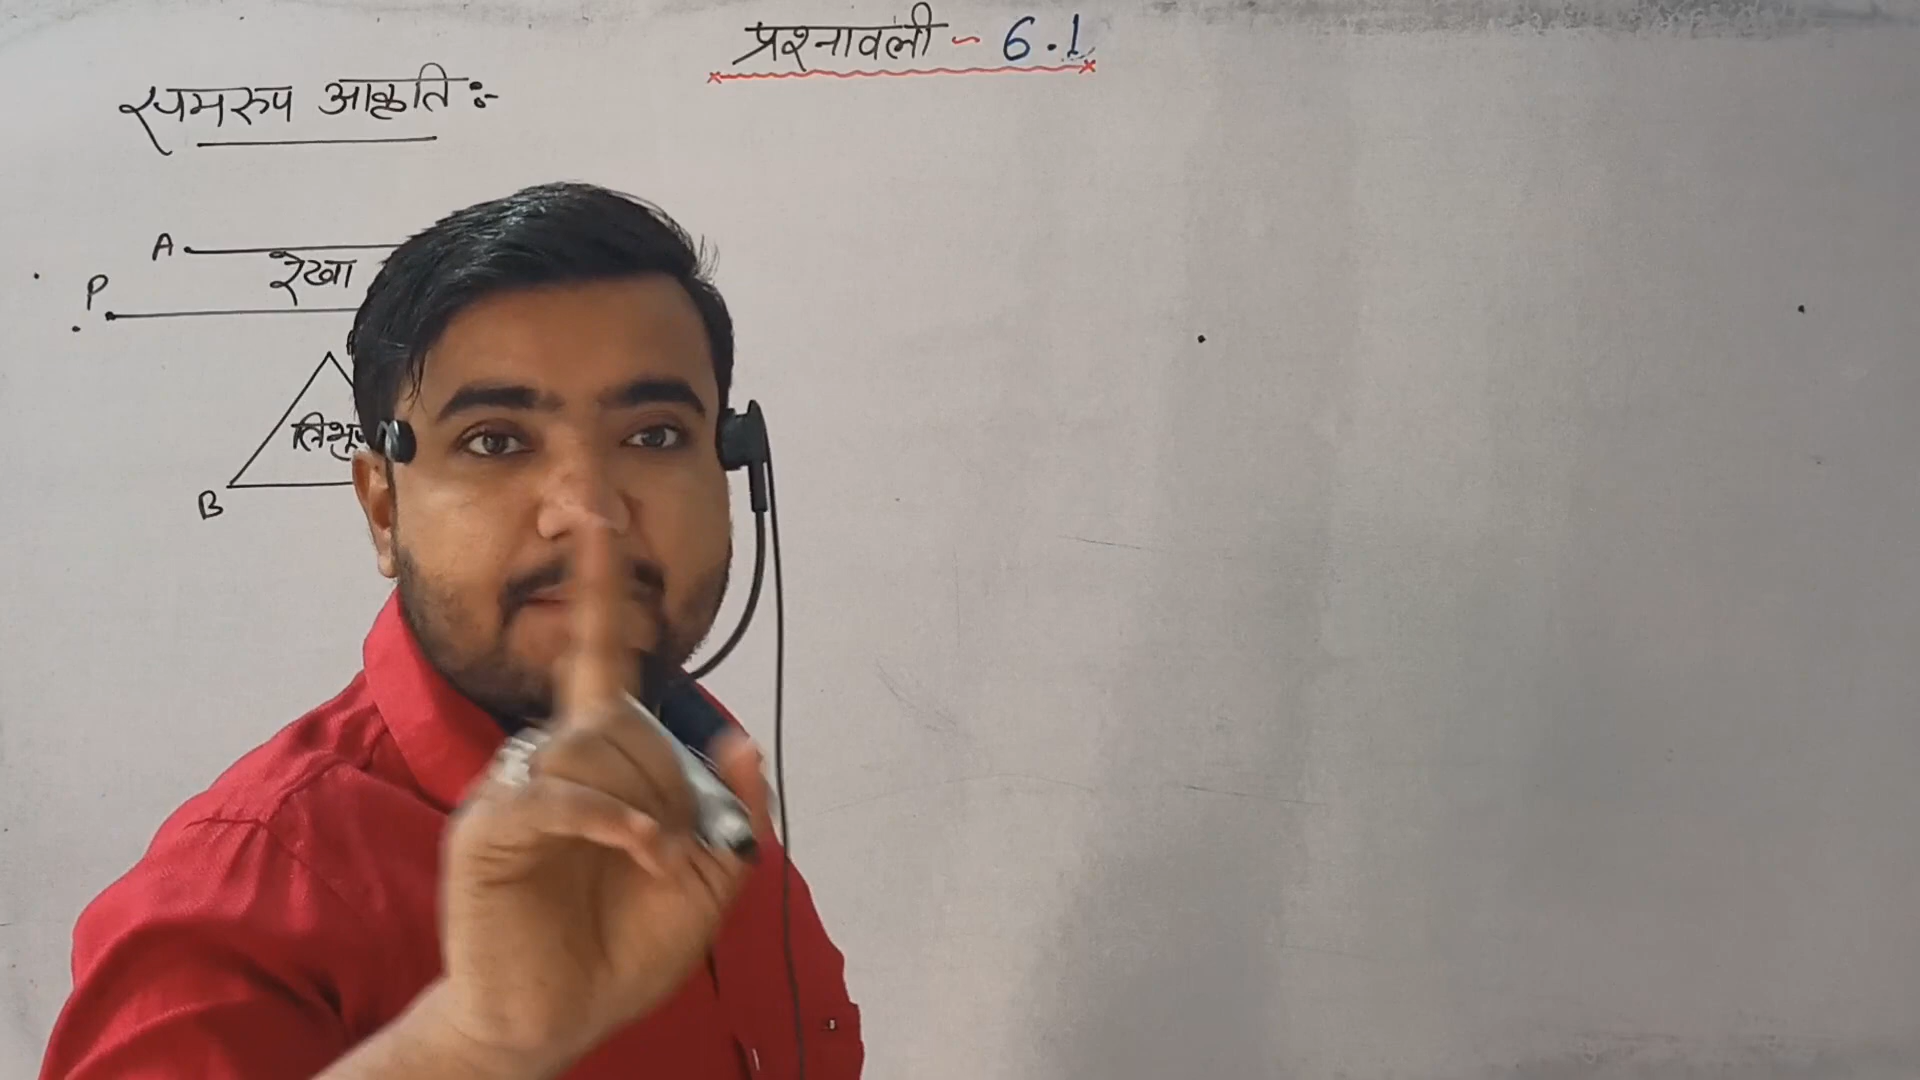 प्रश्नावली - 6.1
समरुप आकृति :-
A
रेखा
P
B